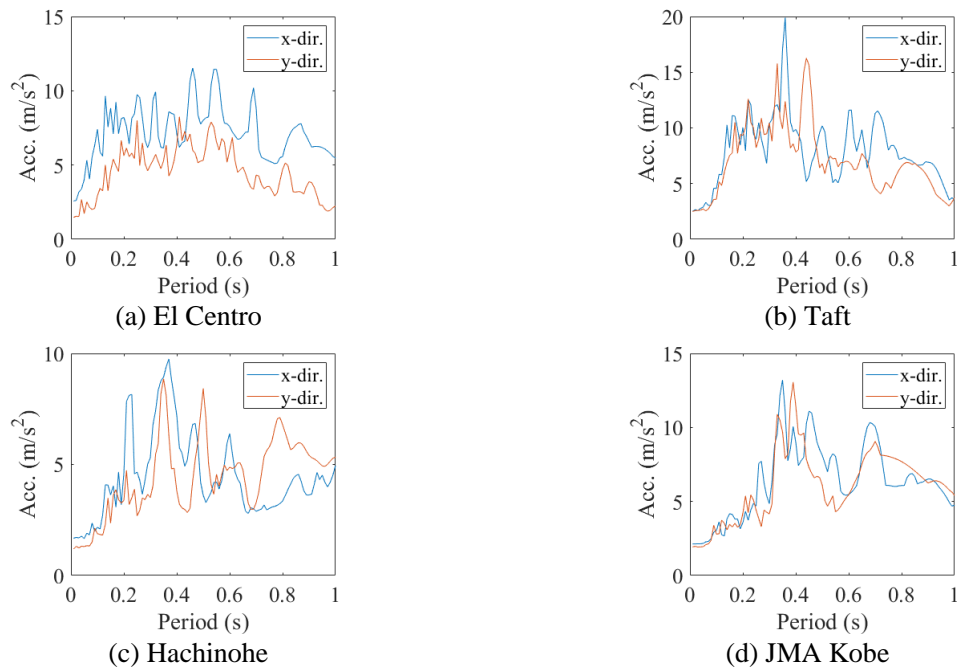 15
10
5
0
Acc. (m/s²)
x-dir.
y-dir.
0 0.2 0.4 0.6 0.8 1
Period (s)
(a) El Centro
20
15
10
5
0
Acc. (m/s²)
x-dir.
y-dir.
0 0.2 0.4 0.6 0.8 1
Period (s)
(b) Taft
10
5
0
Acc. (m/s²)
x-dir.
y-dir.
0 0.2 0.4 0.6 0.8 1
Period (s)
(c) Hachinohe
15
10
5
0
Acc. (m/s²)
x-dir.
y-dir.
0 0.2 0.4 0.6 0.8 1
Period (s)
(d) JMA Kobe